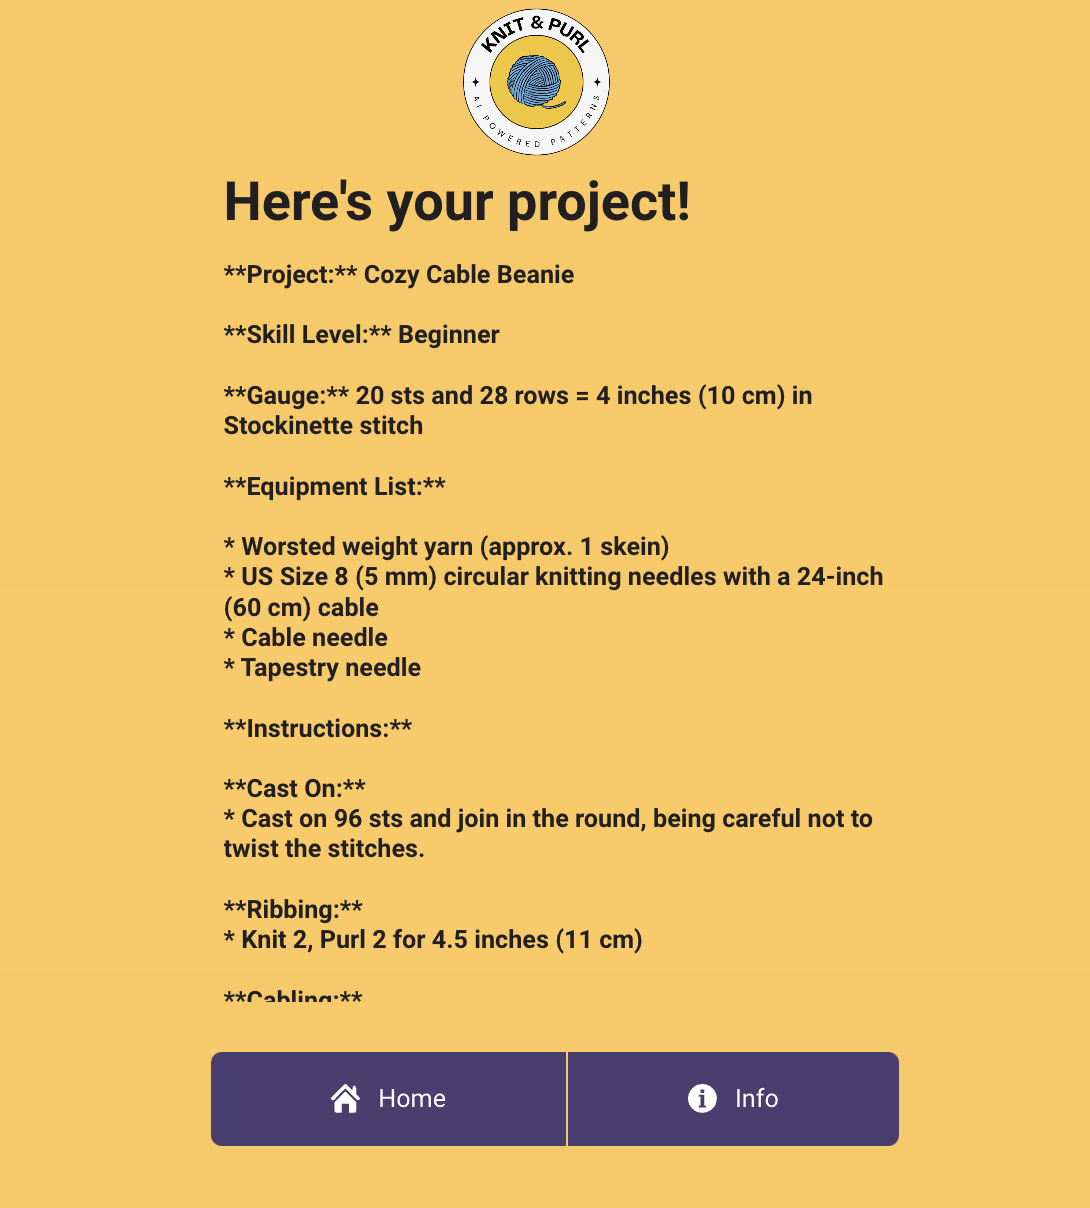 KNIT & PURL
AI POWERED PATTERNS
Here's your project!
**Project:** Cozy Cable Beanie
**Skill Level:** Beginner
**Gauge:** 20 sts and 28 rows = 4 inches (10 cm) in
Stockinette stitch
**Equipment List:**
* Worsted weight yarn (approx. 1 skein)
* US Size 8 (5 mm) circular knitting needles with a 24-inch
(60 cm) cable
* Cable needle
* Tapestry needle
**Instructions:**
**Cast On:**
* Cast on 96 sts and join in the round, being careful not to
twist the stitches.
**Ribbing:**
* Knit 2, Purl 2 for 4.5 inches (11 cm)
**Cabling:**
Home
Info